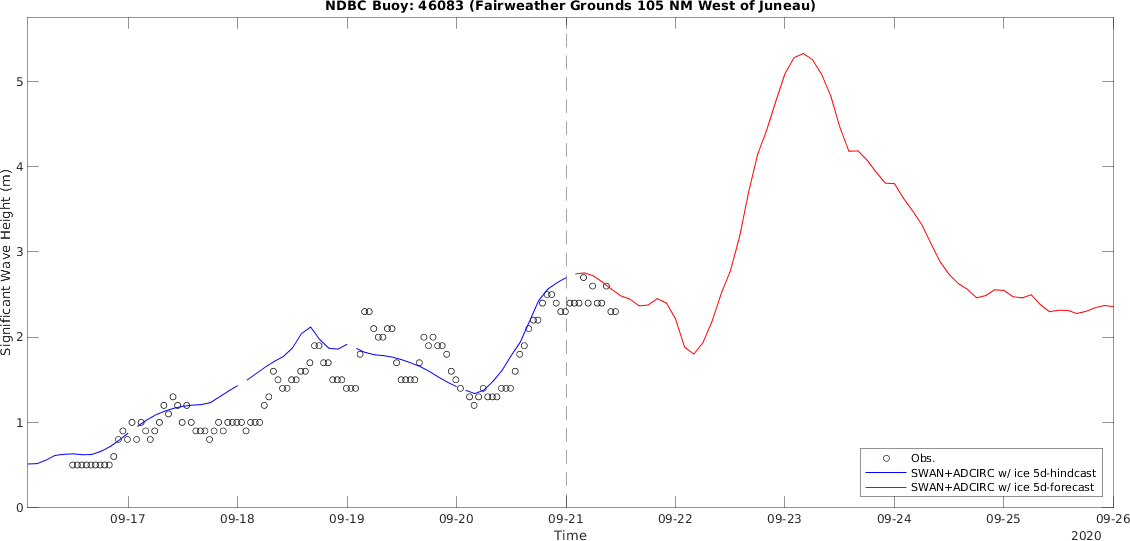 NDBC Buoy: 46083 (Fairweather Grounds 105 NM West of Juneau)
Significant Wave Height (m)
5
4
3
2
1
0
Obs.
SWAN+ADCIRC w/ ice 5d-hindcast
SWAN+ADCIRC w/ ice 5d-forecast
09-17 09-18 09-19 09-20 09-21 09-22 09-23 09-24 09-25 09-26
Time
2020